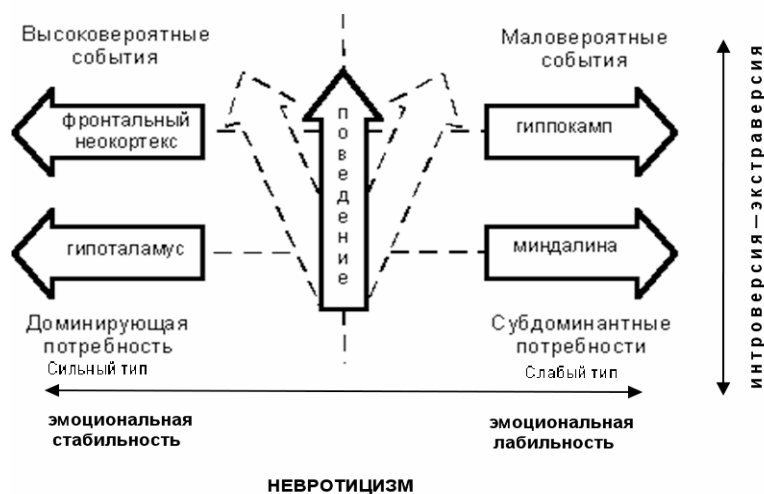 Высоковероятные
события
Маловероятные
события
фронтальный
неокортекс
поведение
гиппокамп
гипоталамус
миндалина
интроверсия—экстраверсия
Доминирующая
потребность
Сильный тип
Субдоминантные
потребности
Слабый тип
эмоциональная
стабильность
эмоциональная
лабильность
НЕВРОТИЦИЗМ